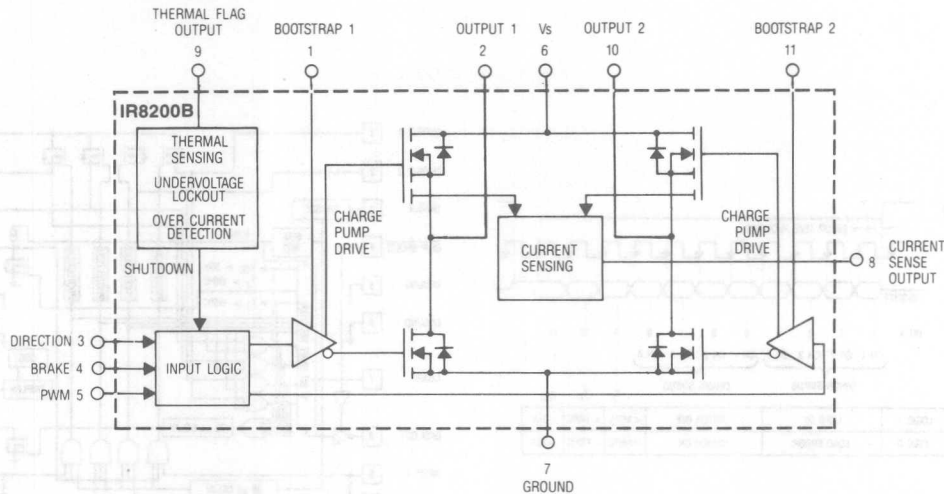 THERMAL FLAG
OUTPUT
9
BOOTSTRAP 1
1
OUTPUT 1
2
Vs
6
OUTPUT 2
10
BOOTSTRAP 2
11
IR8200B
THERMAL
SENSING
UNDERVOLTAGE
LOCKOUT
OVER CURRENT
DETECTION
SHUTDOWN
CHARGE
PUMP
DRIVE
CURRENT
SENSING
CHARGE
PUMP
DRIVE
8
CURRENT
SENSE
OUTPUT
DIRECTION 3
BRAKE 4
PWM 5
INPUT LOGIC
7
GROUND